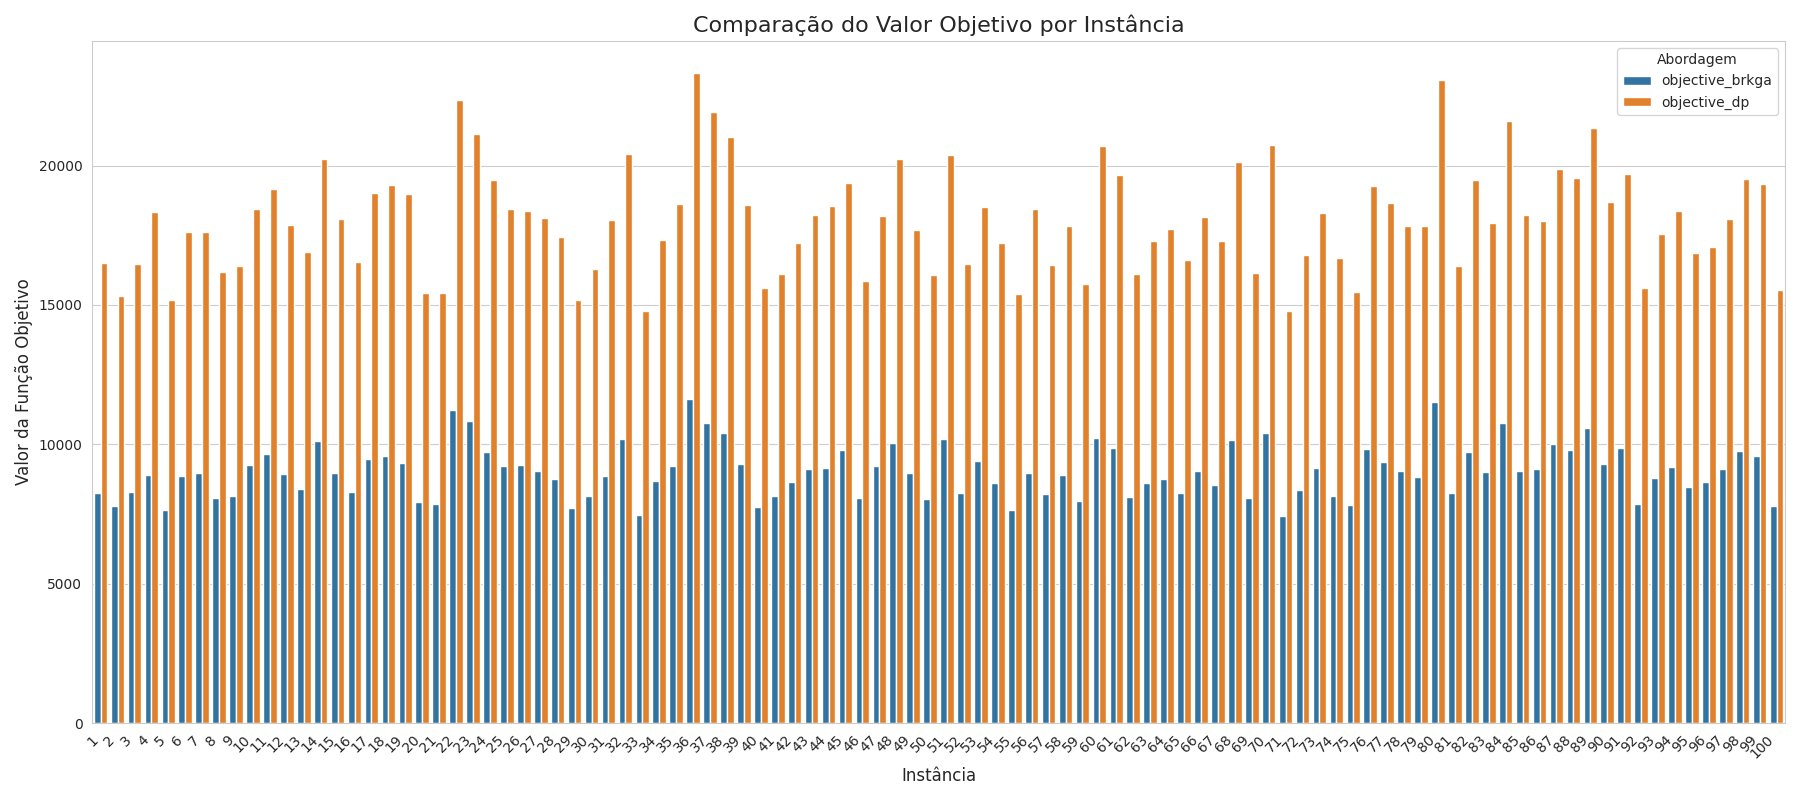 Comparação do Valor Objetivo por Instância
Abordagem
objective_brkga
objective_dp
Valor da Função Objetivo
20000
15000
10000
5000
0
1 2 3 4 5 6 7 8 9 10 11 12 13 14 15 16 17 18 19 20 21 22 23 24 25 26 27 28 29 30 31 32 33 34 35 36 37 38 39 40 41 42 43 44 45 46 47 48 49 50 51 52 53 54 55 56 57 58 59 60 61 62 63 64 65 66 67 68 69 70 71 72 73 74 75 76 77 78 79 80 81 82 83 84 85 86 87 88 89 90 91 92 93 94 95 96 97 98 99 100
Instância